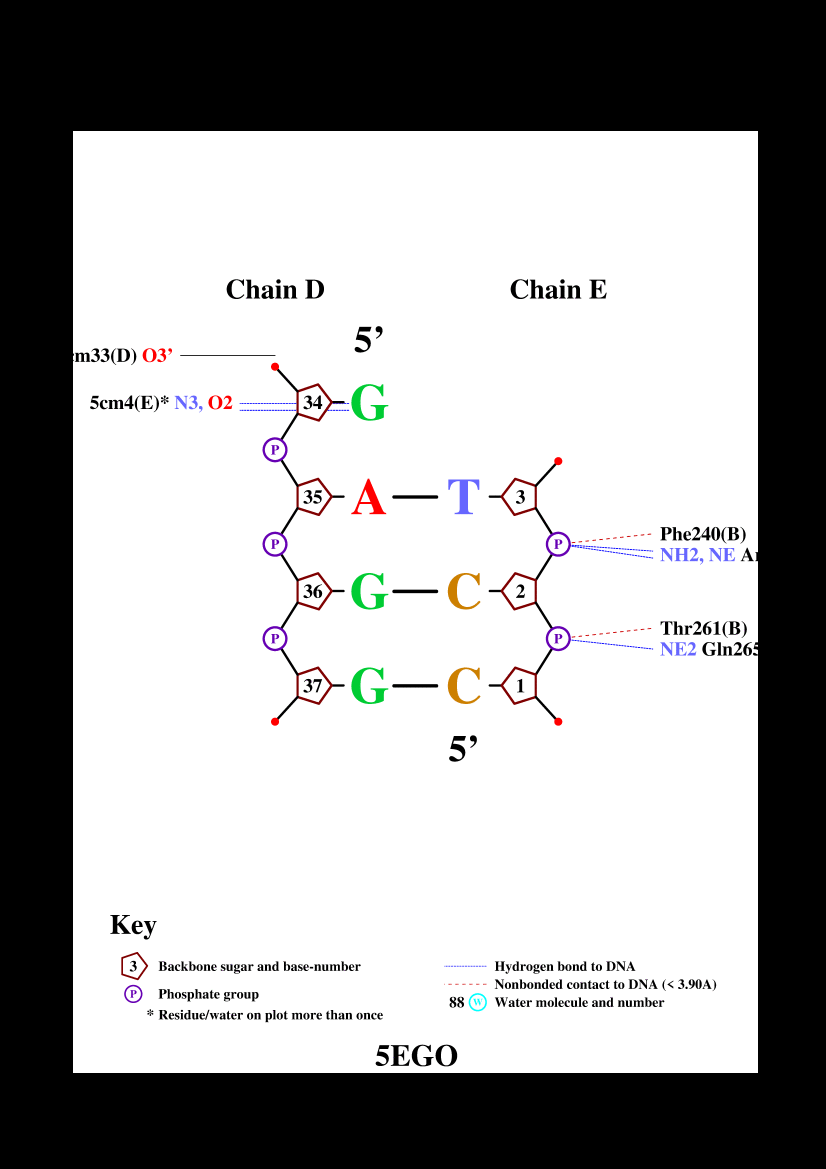 Chain D Chain E
5’
em33(D) O3’
5cm4(E)* N3, O2 34 G
P
35 A T 3
Phe240(B)
P P
NH2, NE
36 G C 2
Thr261(B)
P P
NE2 Gln265
37 G C 1
5’
Key
3 Backbone sugar and base-number
Hydrogen bond to DNA
Nonbonded contact to DNA (< 3.90A)
P Phosphate group
88 W Water molecule and number
* Residue/water on plot more than once
5EGO